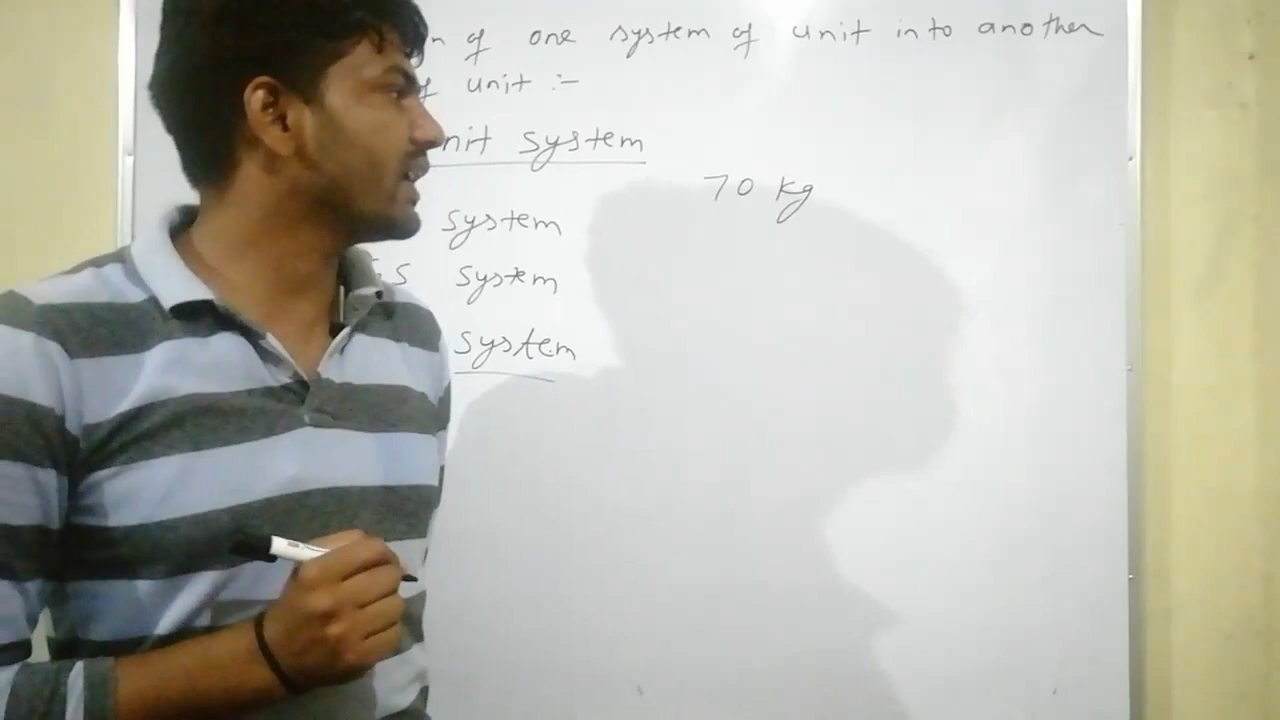 n of one system of unit into another
f unit :-
nit system
70 kg
system
s system
system